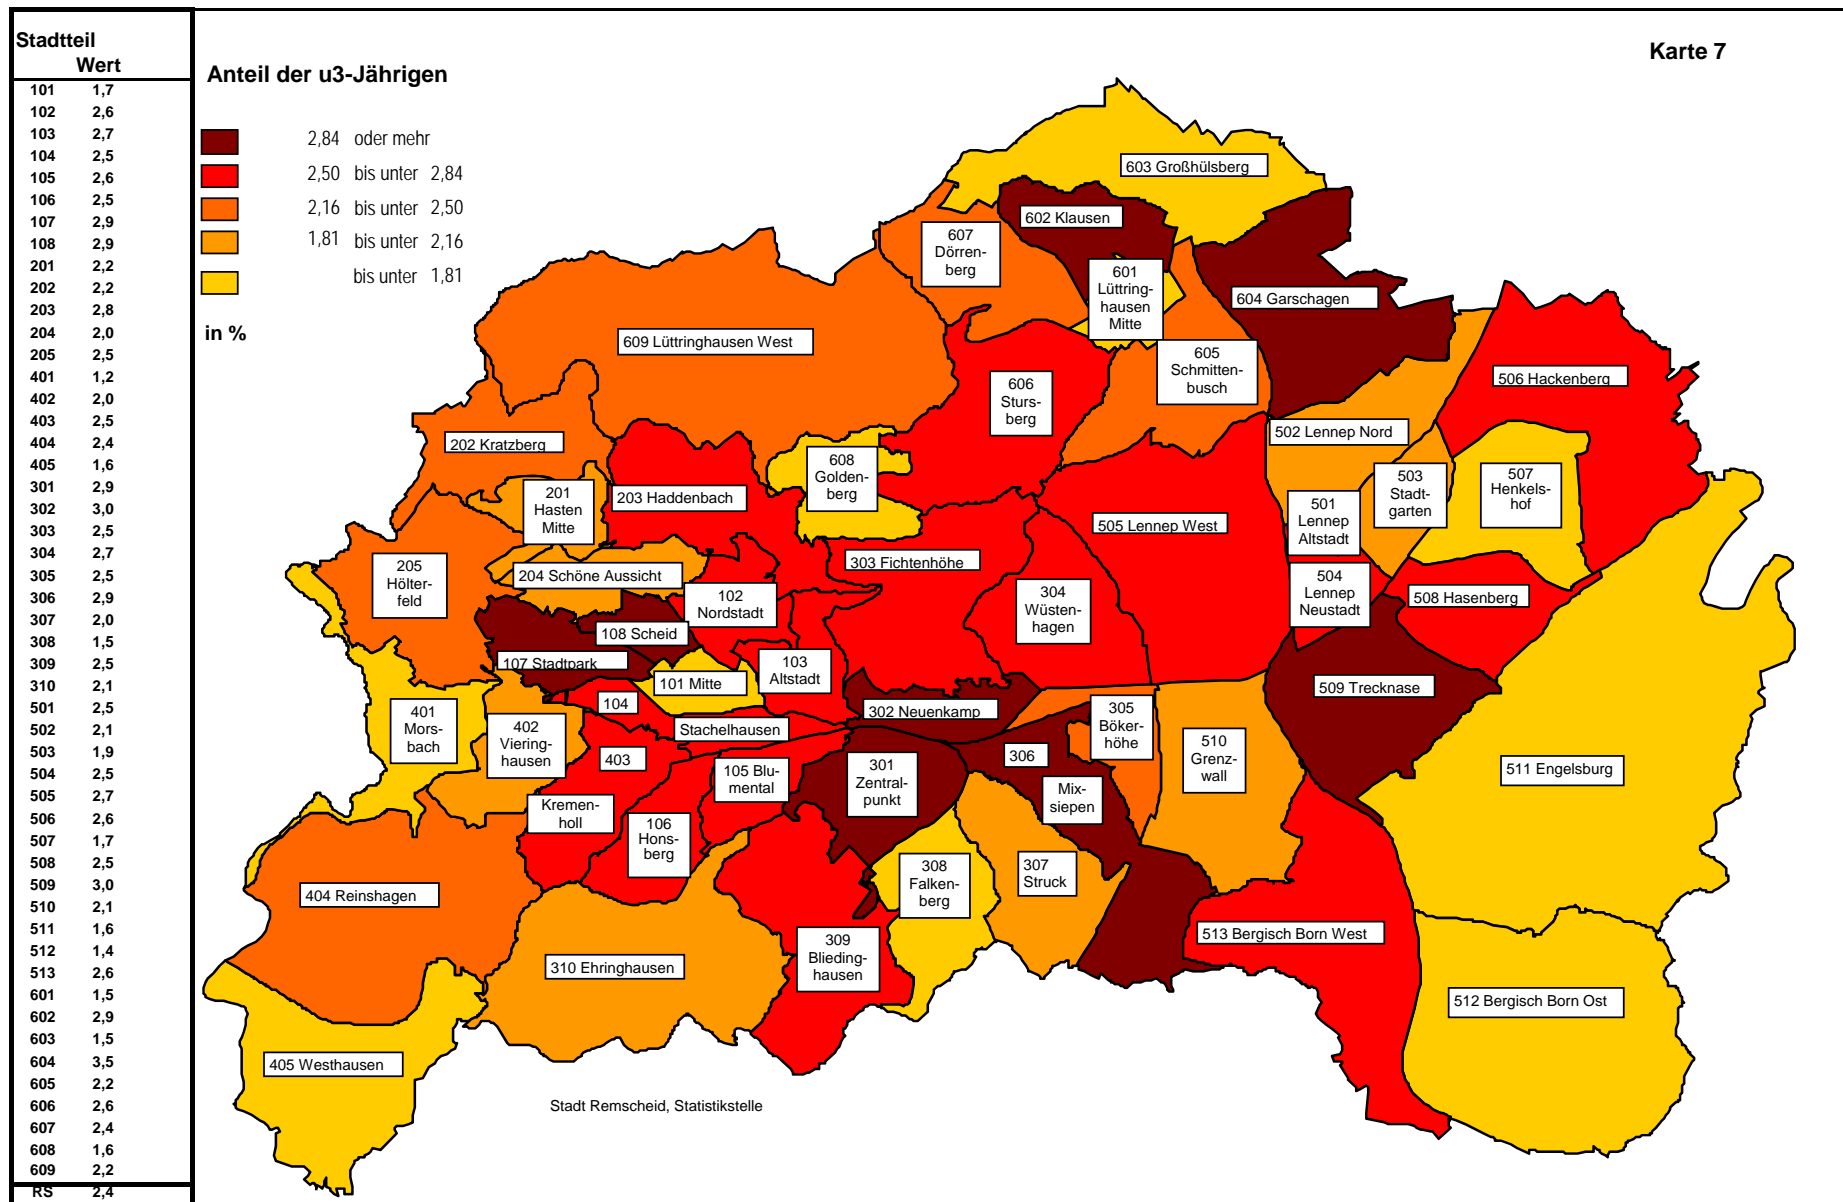 Stadtteil
Wert
101 1,7
102 2,6
103 2,7
104 2,5
105 2,6
106 2,5
107 2,9
108 2,9
201 2,2
202 2,2
203 2,8
204 2,0
205 2,5
401 1,2
402 2,0
403 2,5
404 2,4
405 1,6
301 2,9
302 3,0
303 2,5
304 2,7
305 2,5
306 2,9
307 2,0
308 1,5
309 2,5
310 2,1
501 2,5
502 2,1
503 1,9
504 2,5
505 2,7
506 2,6
507 1,7
508 2,5
509 3,0
510 2,1
511 1,6
512 1,4
513 2,6
601 1,5
602 2,9
603 1,5
604 3,5
605 2,2
606 2,6
607 2,4
608 1,6
609 2,2
RS 2,4
Anteil der u3-Jährigen
Karte 7
2,84 oder mehr
2,50 bis unter 2,84
2,16 bis unter 2,50
1,81 bis unter 2,16
bis unter 1,81
in %
603 Großhülsberg
602 Klausen
607
Dörren-
berg
601
Lüttring-
hausen
Mitte
604 Garschagen
609 Lüttringhausen West
605
Schmitten-
busch
606
Sturs-
berg
506 Hackenberg
202 Kratzberg
502 Lennep Nord
608
Golden-
berg
503
Stadt-
garten
507
Henkels-
hof
201
Hasten
Mitte
203 Haddenbach
501
Lennep
Altstadt
505 Lennep West
205
Hölter-
feld
204 Schöne Aussicht
303 Fichtenhöhe
102
Nordstadt
304
Wüsten-
hagen
504
Lennep
Neustadt
508 Hasenberg
108 Scheid
107 Stadtpark
101 Mitte
103
Altstadt
509 Trecknase
401
Mors-
bach
402
Viering-
hausen
104
Stachelhausen
302 Neuenkamp
305
Böker-
höhe
403
105 Blu-
mental
301
Zentral-
punkt
306
Mix-
siepen
510
Grenz-
wall
511 Engelsburg
Kremen-
holl
106
Hons-
berg
404 Reinshagen
308
Falken-
berg
307
Struck
309
Blieding-
hausen
513 Bergisch Born West
310 Ehringhausen
512 Bergisch Born Ost
405 Westhausen
Stadt Remscheid, Statistikstelle